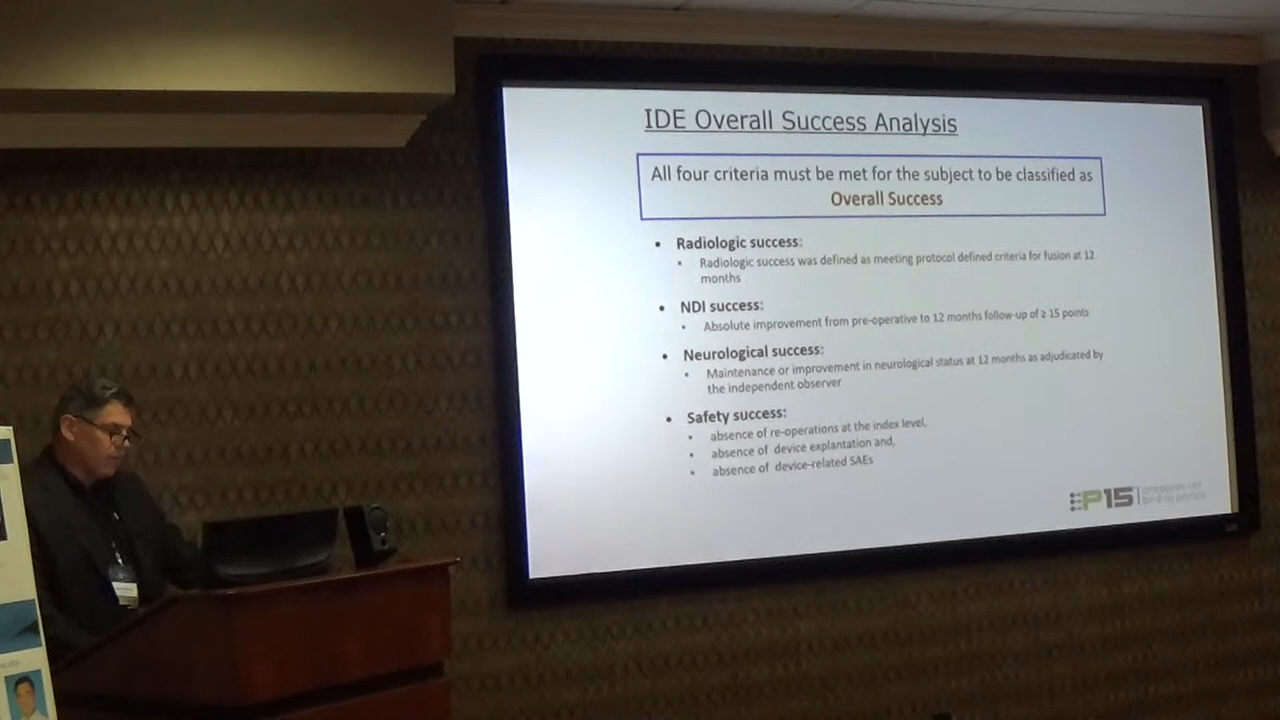 IDE Overall Success Analysis
All four criteria must be met for the subject to be classified as
Overall Success
• Radiologic success:
• Radiologic success was defined as meeting protocol defined criteria for fusion at 12
months
• NDI success:
• Absolute improvement from pre-operative to 12 months follow-up of ≥ 15 points
• Neurological success:
• Maintenance or improvement in neurological status at 12 months as adjudicated by
the independent observer
• Safety success:
• absence of re-operations at the index level,
• absence of device explantation and,
• absence of device-related SAEs
P15